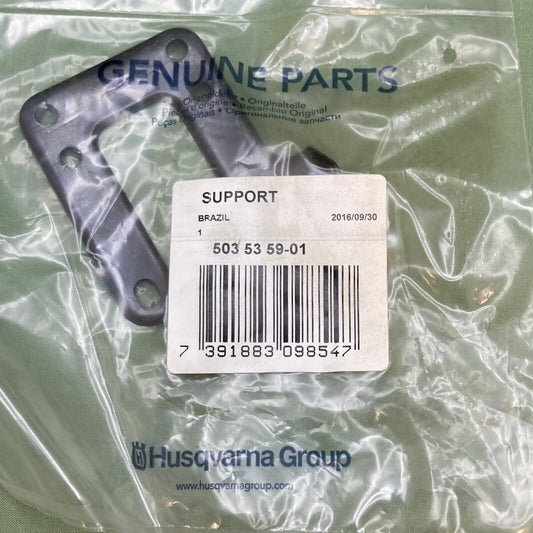 GENUINE PARTS
Originaldelar • Originalteile
Pièces d'origine • Recambio Original
Peças Originais • Оригинальные запчасти
SUPPORT
BRAZIL 2016/09/30
1
503 53 59-01
7 391883 098547
Husqvarna Group
www.husqvarnagroup.com